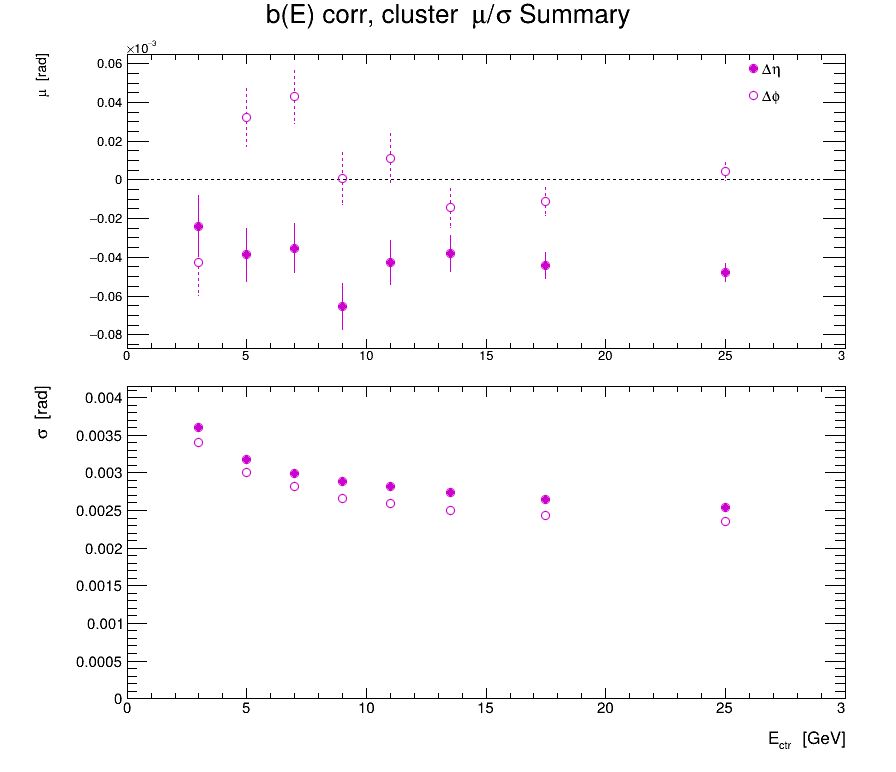 b(E) corr, cluster μ/σ Summary
×10⁻³
μ [rad]
0.06
0.04
0.02
0
−0.02
−0.04
−0.06
−0.08
Δη
Δϕ
0 5 10 15 20 25 3
σ [rad]
0.004
0.0035
0.003
0.0025
0.002
0.0015
0.001
0.0005
0
0 5 10 15 20 25 3
E_ctr [GeV]